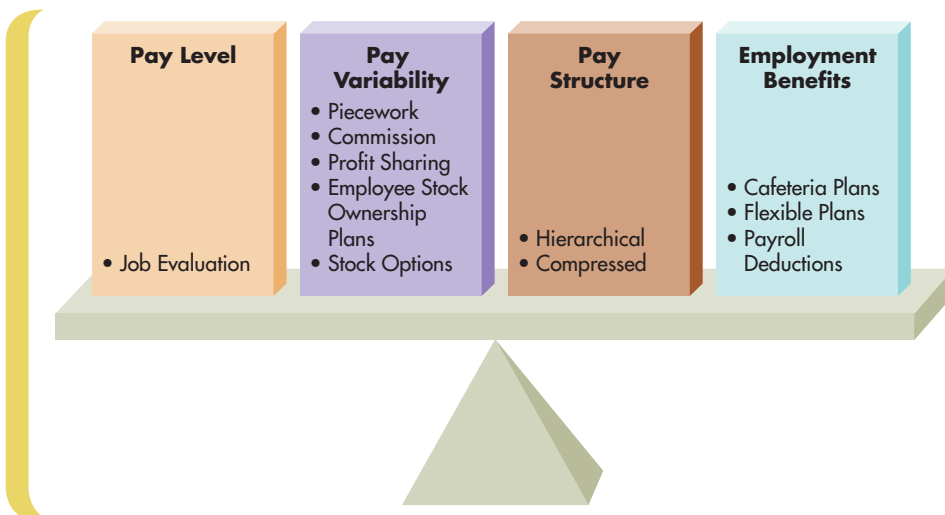 Pay Level
• Job Evaluation
Pay
Variability
• Piecework
• Commission
• Profit Sharing
• Employee Stock
Ownership
Plans
• Stock Options
Pay
Structure
• Hierarchical
• Compressed
Employment
Benefits
• Cafeteria Plans
• Flexible Plans
• Payroll
Deductions